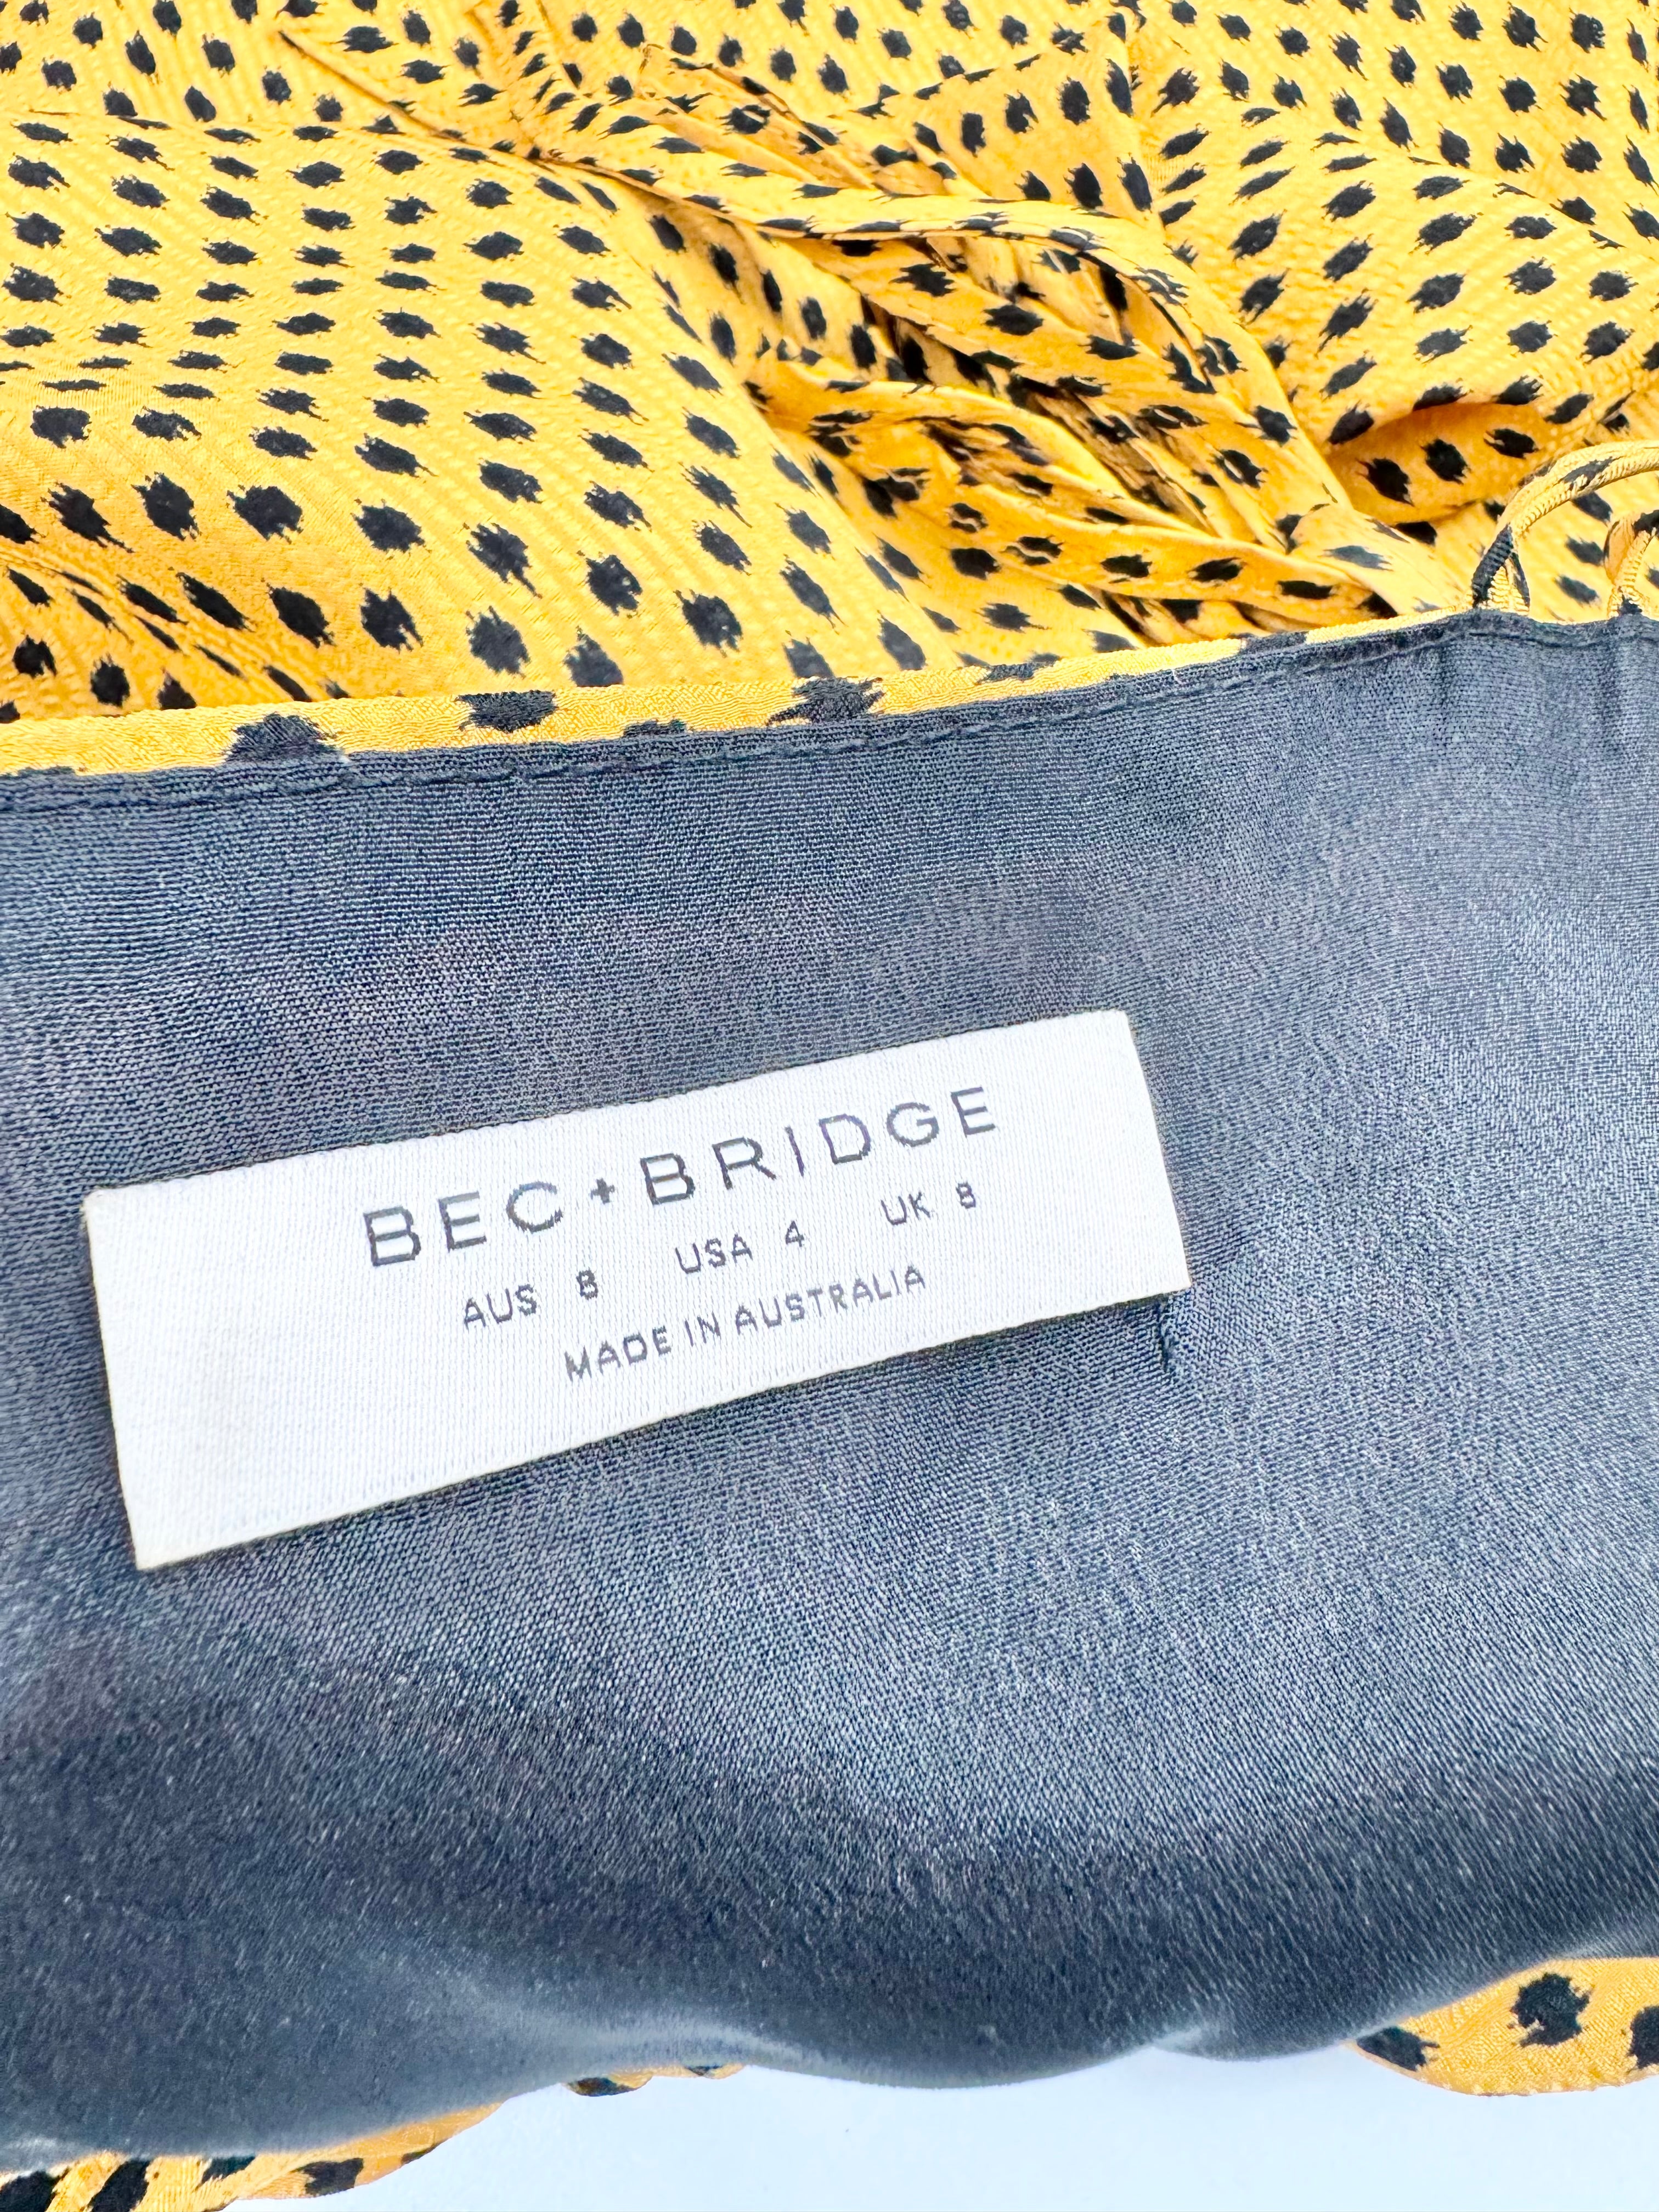 BEC+BRIDGE
AUS 8 USA 4 UK 8
MADE IN AUSTRALIA